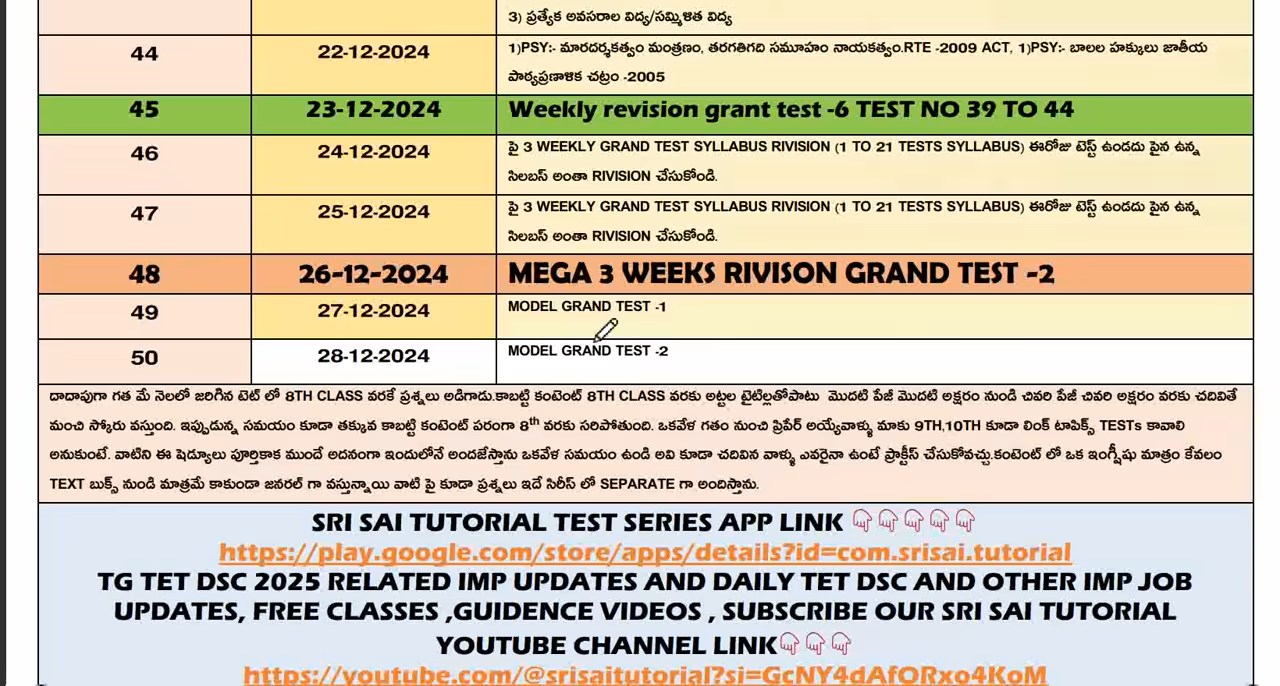 3) ప్రత్యేక అవసరాల విద్య/సమ్మిళిత విద్య
44 22-12-2024 1)PSY:- మారదర్శకత్వం మంత్రణం, తరగతిగది సమూహం నాయకత్వం.RTE -2009 ACT, 1)PSY:- బాలల హక్కులు జాతీయ
పాఠ్యప్రణాళిక చట్రం -2005
45 23-12-2024 Weekly revision grant test -6 TEST NO 39 TO 44
46 24-12-2024 పై 3 WEEKLY GRAND TEST SYLLABUS RIVISION (1 TO 21 TESTS SYLLABUS) ఈరోజు టెస్ట్ ఉండదు పైన ఉన్న
సిలబస్ అంతా RIVISION చేసుకోండి.
47 25-12-2024 పై 3 WEEKLY GRAND TEST SYLLABUS RIVISION (1 TO 21 TESTS SYLLABUS) ఈరోజు టెస్ట్ ఉండదు పైన ఉన్న
సిలబస్ అంతా RIVISION చేసుకోండి.
48 26-12-2024 MEGA 3 WEEKS RIVISON GRAND TEST -2
49 27-12-2024 MODEL GRAND TEST -1
50 28-12-2024 MODEL GRAND TEST -2
దాదాపుగా గత మే నెలలో జరిగిన టెట్ లో 8TH CLASS వరకే ప్రశ్నలు అడిగాడు.కాబట్టి కంటెంట్ 8TH CLASS వరకు అట్టల టైటిల్లతోపాటు మొదటి పేజీ మొదటి అక్షరం నుండి చివరి పేజీ చివరి అక్షరం వరకు చదివితే
మంచి స్కోరు వస్తుంది. ఇప్పుడున్న సమయం కూడా తక్కువ కాబట్టి కంటెంట్ పరంగా 8th వరకు సరిపోతుంది. ఒకవేళ గతం నుంచి ప్రిపేర్ అయ్యేవాళ్ళు మాకు 9TH,10TH కూడా లింక్ టాపిక్స్ TESTs కావాలి
అనుకుంటే. వాటిని ఈ షెడ్యూలు పూర్తికాక ముందే అదనంగా ఇందులోనే అందజేస్తాను ఒకవేళ సమయం ఉండి అవి కూడా చదివిన వాళ్ళు ఎవరైనా ఉంటే ప్రాక్టీస్ చేసుకోవచ్చు.కంటెంట్ లో ఒక ఇంగ్లీషు మాత్రం కేవలం
TEXT బుక్స్ నుండి మాత్రమే కాకుండా జనరల్ గా వస్తున్నాయి వాటి పై కూడా ప్రశ్నలు ఇదే సిరీస్ లో SEPARATE గా అందిస్తాను.
SRI SAI TUTORIAL TEST SERIES APP LINK 👇👇👇👇👇
https://play.google.com/store/apps/details?id=com.srisai.tutorial
TG TET DSC 2025 RELATED IMP UPDATES AND DAILY TET DSC AND OTHER IMP JOB
UPDATES, FREE CLASSES ,GUIDENCE VIDEOS , SUBSCRIBE OUR SRI SAI TUTORIAL
YOUTUBE CHANNEL LINK👇👇👇
https://youtube.com/@srisaitutorial?si=GcNY4dAfORxo4KoM